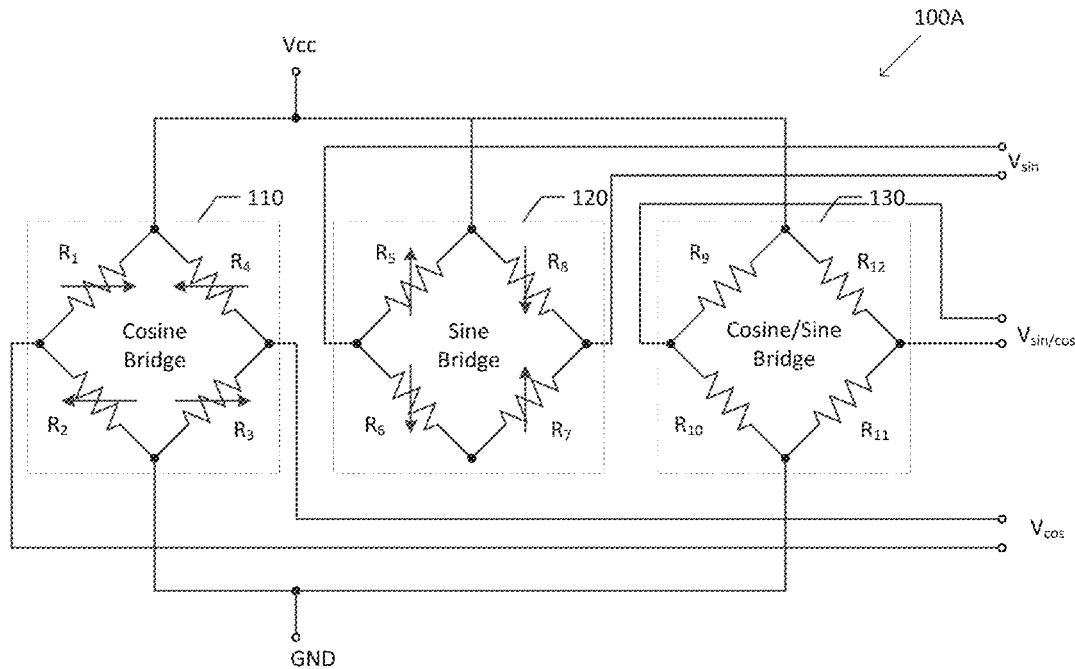 100A
Vcc
Vsin
110
120
130
R1
R4
R5
R8
R9
R12
Cosine
Bridge
Sine
Bridge
Cosine/Sine
Bridge
Vsin/cos
R2
R3
R6
R7
R10
R11
Vcos
GND